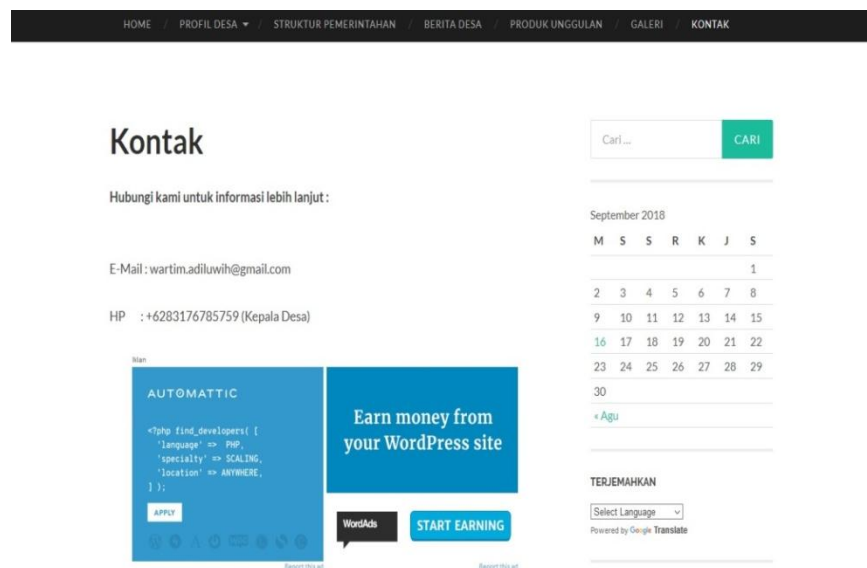 HOME / PROFIL DESA / STRUKTUR PEMERINTAHAN / BERITA DESA / PRODUK UNGGULAN / GALERI / KONTAK
Kontak
Hubungi kami untuk informasi lebih lanjut :
E-Mail : wartim.adiluwih@gmail.com
HP : +6283176785759 (Kepala Desa)
Iklan
AUTOMATTIC
<?php find_developers( [
'language' => PHP,
'specialty' => SCALING,
'location' => ANYWHERE,
] );
APPLY
Report this ad
Earn money from
your WordPress site
WordAds
START EARNING
Report this ad
Cari ...
CARI
September 2018
M S S R K J S
1
2 3 4 5 6 7 8
9 10 11 12 13 14 15
16 17 18 19 20 21 22
23 24 25 26 27 28 29
30
« Agu
TERJEMAHKAN
Select Language
Powered by Google Translate